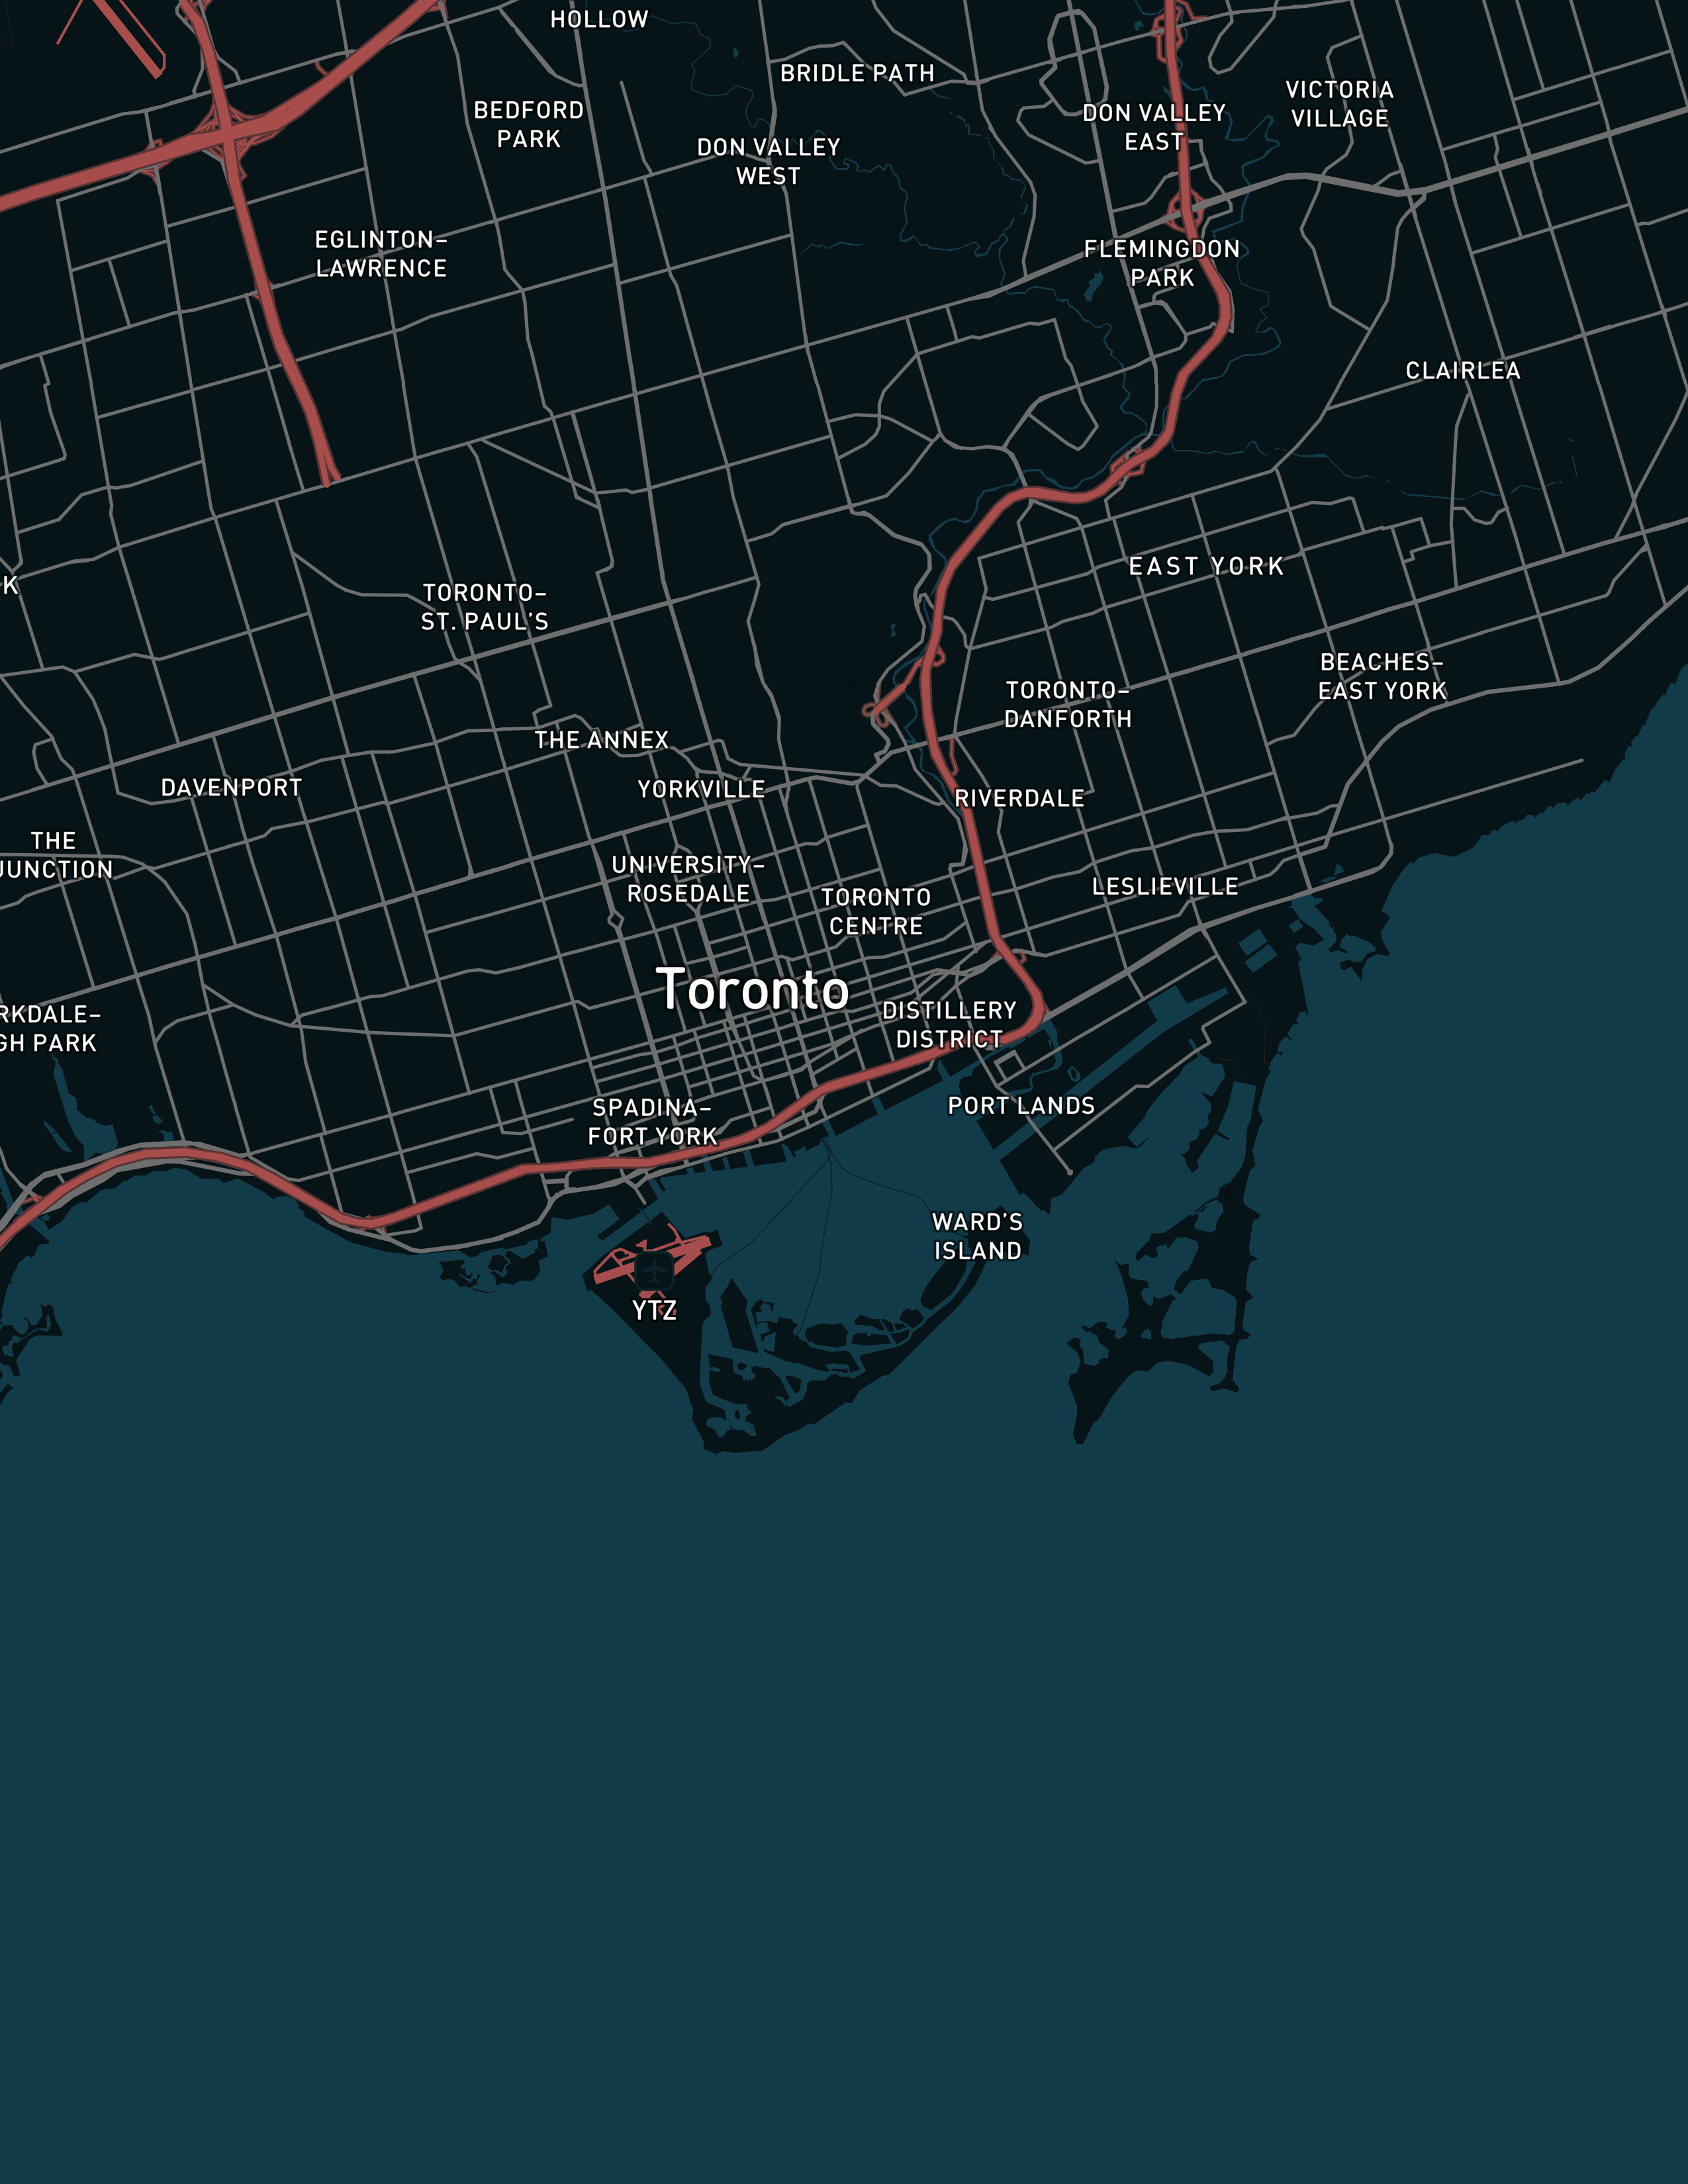 HOLLOW
BRIDLE PATH
VICTORIA
VILLAGE
BEDFORD
PARK
DON VALLEY
EAST
DON VALLEY
WEST
EGLINTON–
LAWRENCE
FLEMINGDON
PARK
CLAIRLEA
EAST YORK
K
TORONTO–
ST. PAUL'S
BEACHES–
EAST YORK
TORONTO–
DANFORTH
THE ANNEX
DAVENPORT
YORKVILLE
RIVERDALE
THE
JUNCTION
UNIVERSITY–
ROSEDALE
LESLIEVILLE
TORONTO
CENTRE
Toronto
DISTILLERY
DISTRICT
RKDALE–
GH PARK
SPADINA–
FORT YORK
PORT LANDS
WARD'S
ISLAND
YTZ